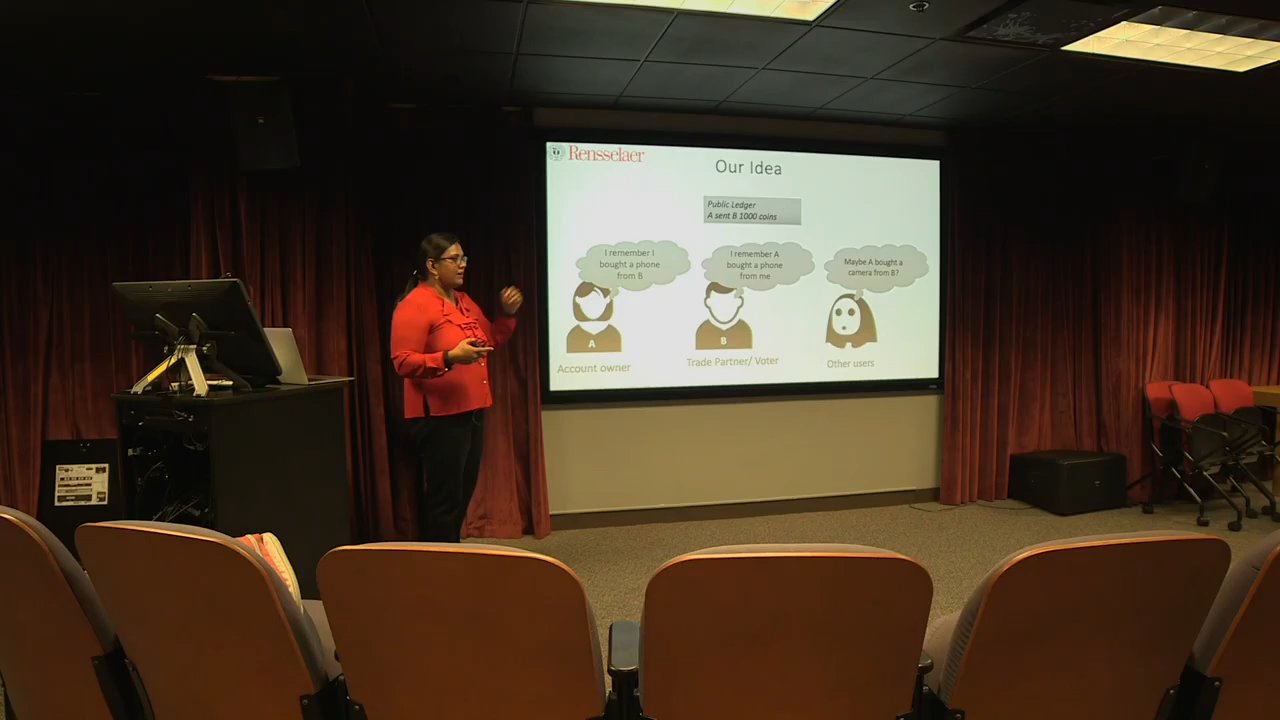 Rensselaer
Our Idea
Public Ledger
A sent B 1000 coins
I remember I
bought a phone
from B
I remember A
bought a phone
from me
Maybe A bought a
camera from B?
A
B
Account owner
Trade Partner/ Voter
Other users